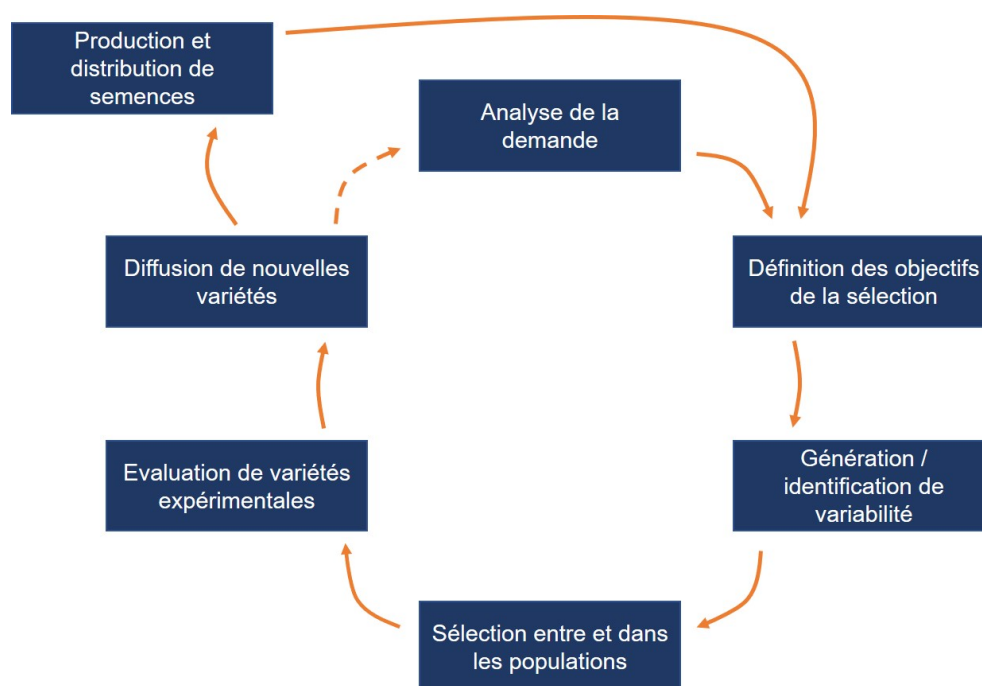 Production et
distribution de
semences
Analyse de la
demande
Diffusion de nouvelles
variétés
Définition des objectifs
de la sélection
Evaluation de variétés
expérimentales
Génération /
identification de
variabilité
Sélection entre et dans
les populations